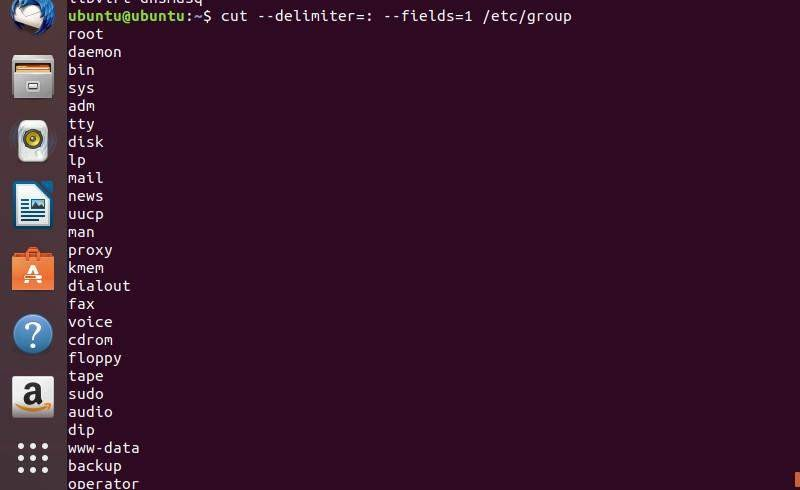 ubuntu@ubuntu:~$ cut --delimiter=: --fields=1 /etc/group
root
daemon
bin
sys
adm
tty
disk
lp
mail
news
uucp
man
proxy
kmem
dialout
fax
voice
cdrom
floppy
tape
sudo
audio
dip
www-data
backup
operator